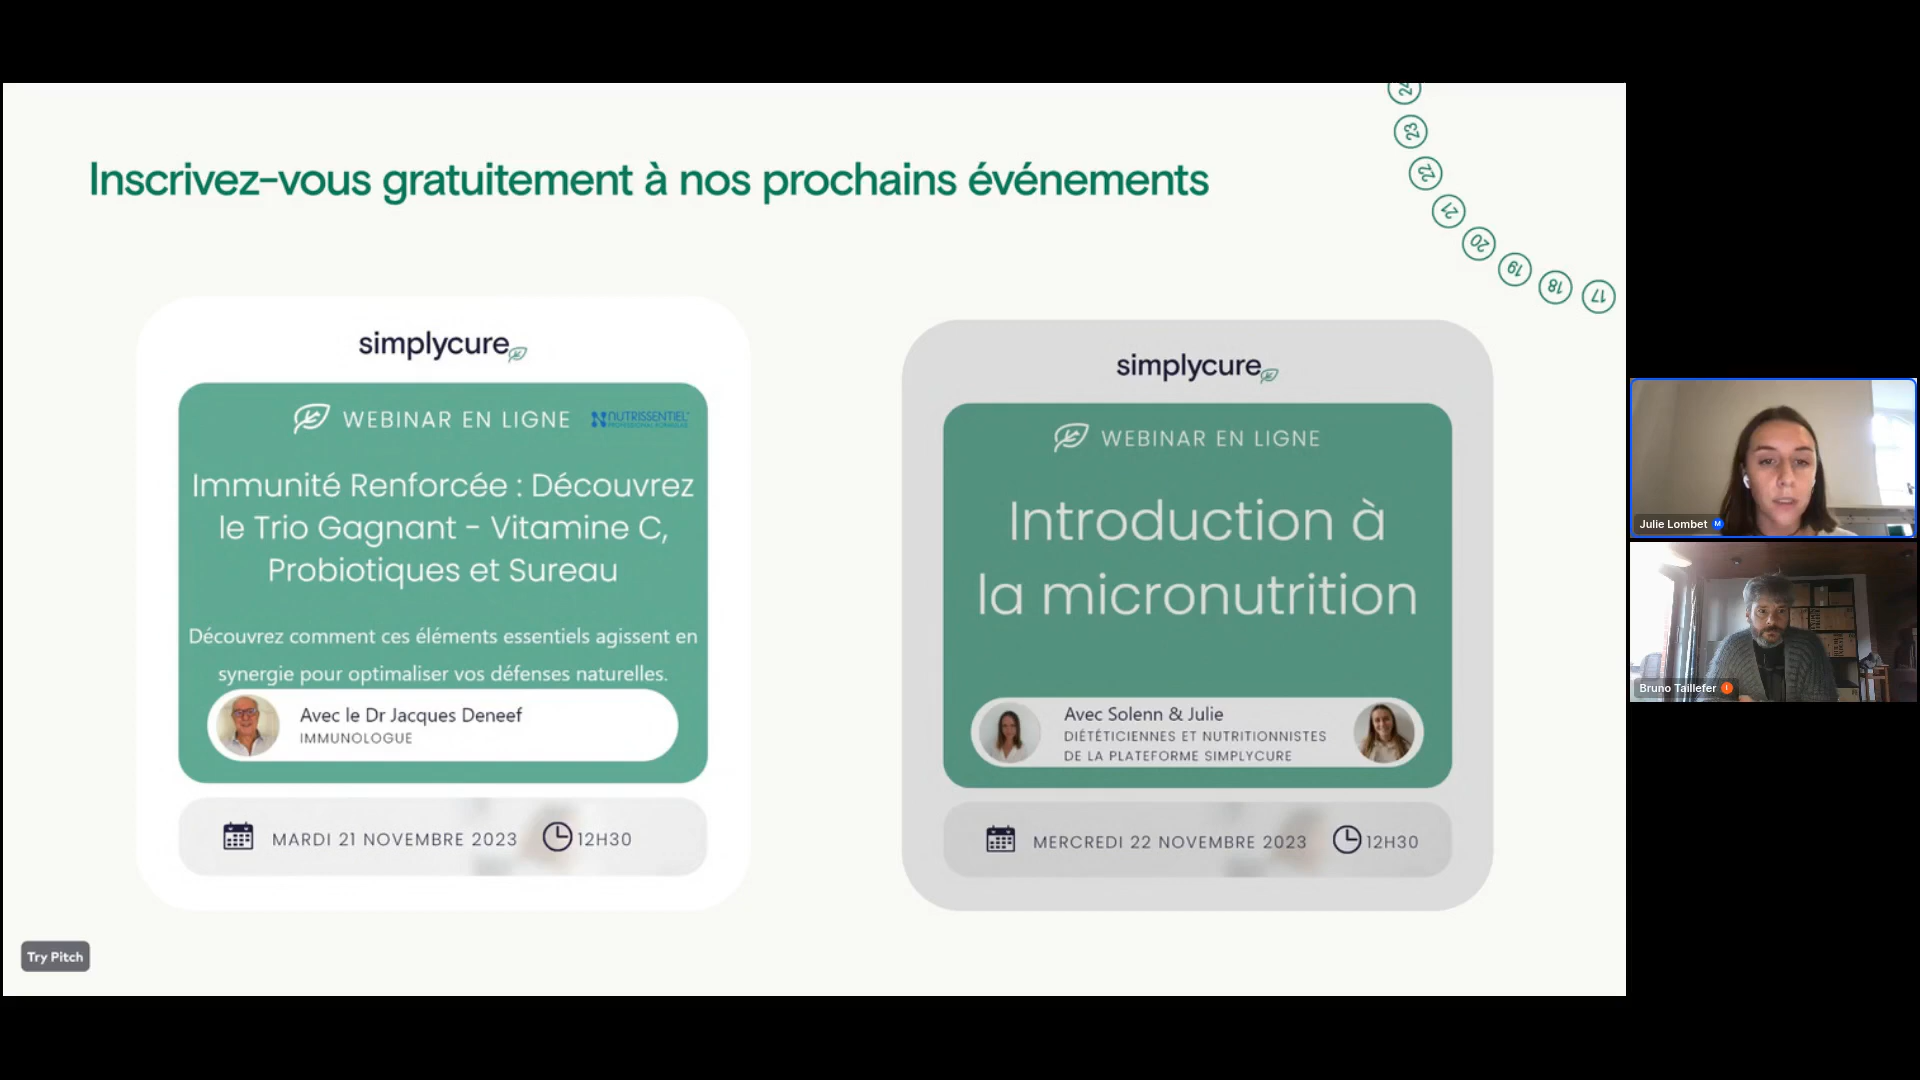 Inscrivez-vous gratuitement à nos prochains événements
24
23
22
21
20
19
18
17
simplycure
WEBINAR EN LIGNE
NUTRISSENTIEL
PROFESSIONAL FORMULAS
Immunité Renforcée : Découvrez
le Trio Gagnant - Vitamine C,
Probiotiques et Sureau
Découvrez comment ces éléments essentiels agissent en
synergie pour optimaliser vos défenses naturelles.
Avec le Dr Jacques Deneef
IMMUNOLOGUE
MARDI 21 NOVEMBRE 2023
12H30
simplycure
WEBINAR EN LIGNE
Introduction à
la micronutrition
Avec Solenn & Julie
DIÉTÉTICIENNES ET NUTRITIONNISTES
DE LA PLATEFORME SIMPLYCURE
MERCREDI 22 NOVEMBRE 2023
12H30
Try Pitch
Julie Lombet
M
Bruno Taillefer